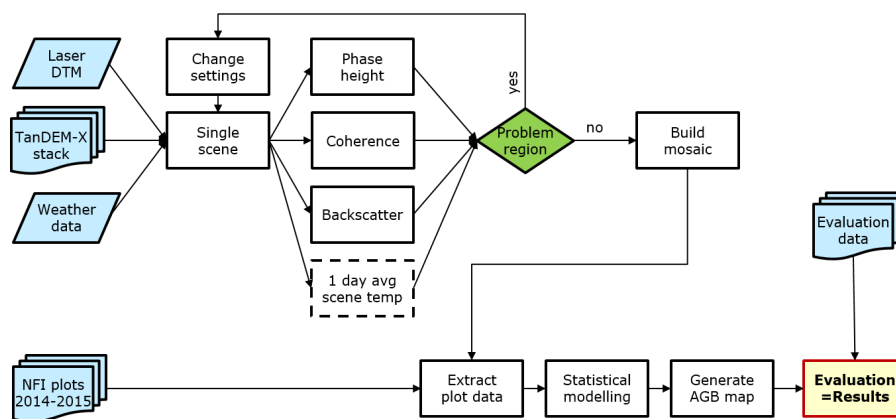 Laser
DTM
Change
settings
Phase
height
yes
TanDEM-X
stack
Single
scene
Coherence
Problem
region
no
Build
mosaic
Weather
data
Backscatter
Evaluation
data
1 day avg
scene temp
NFI plots
2014-2015
Extract
plot data
Statistical
modelling
Generate
AGB map
Evaluation
=Results